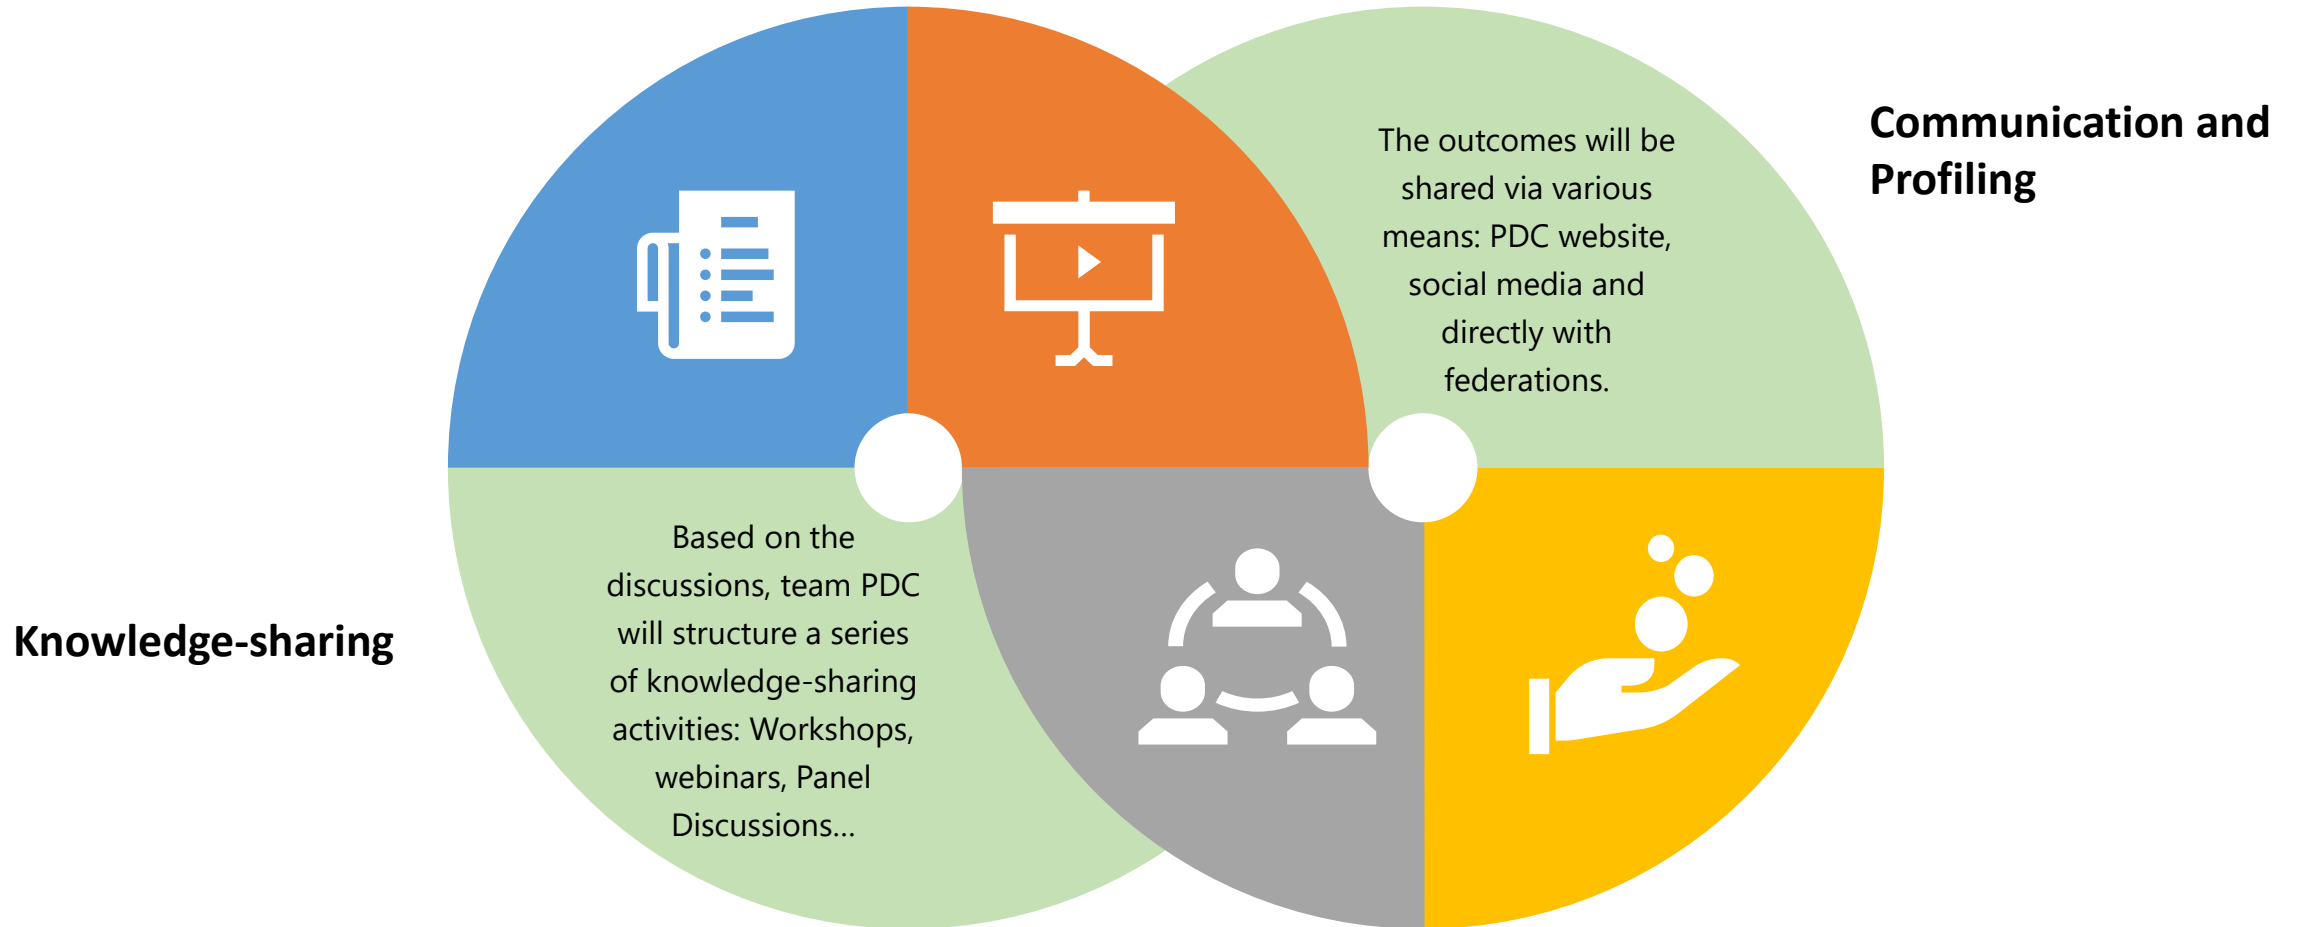 Communication and
Profiling
The outcomes will be
shared via various
means: PDC website,
social media and
directly with
federations.
Knowledge-sharing
Based on the
discussions, team PDC
will structure a series
of knowledge-sharing
activities: Workshops,
webinars, Panel
Discussions...